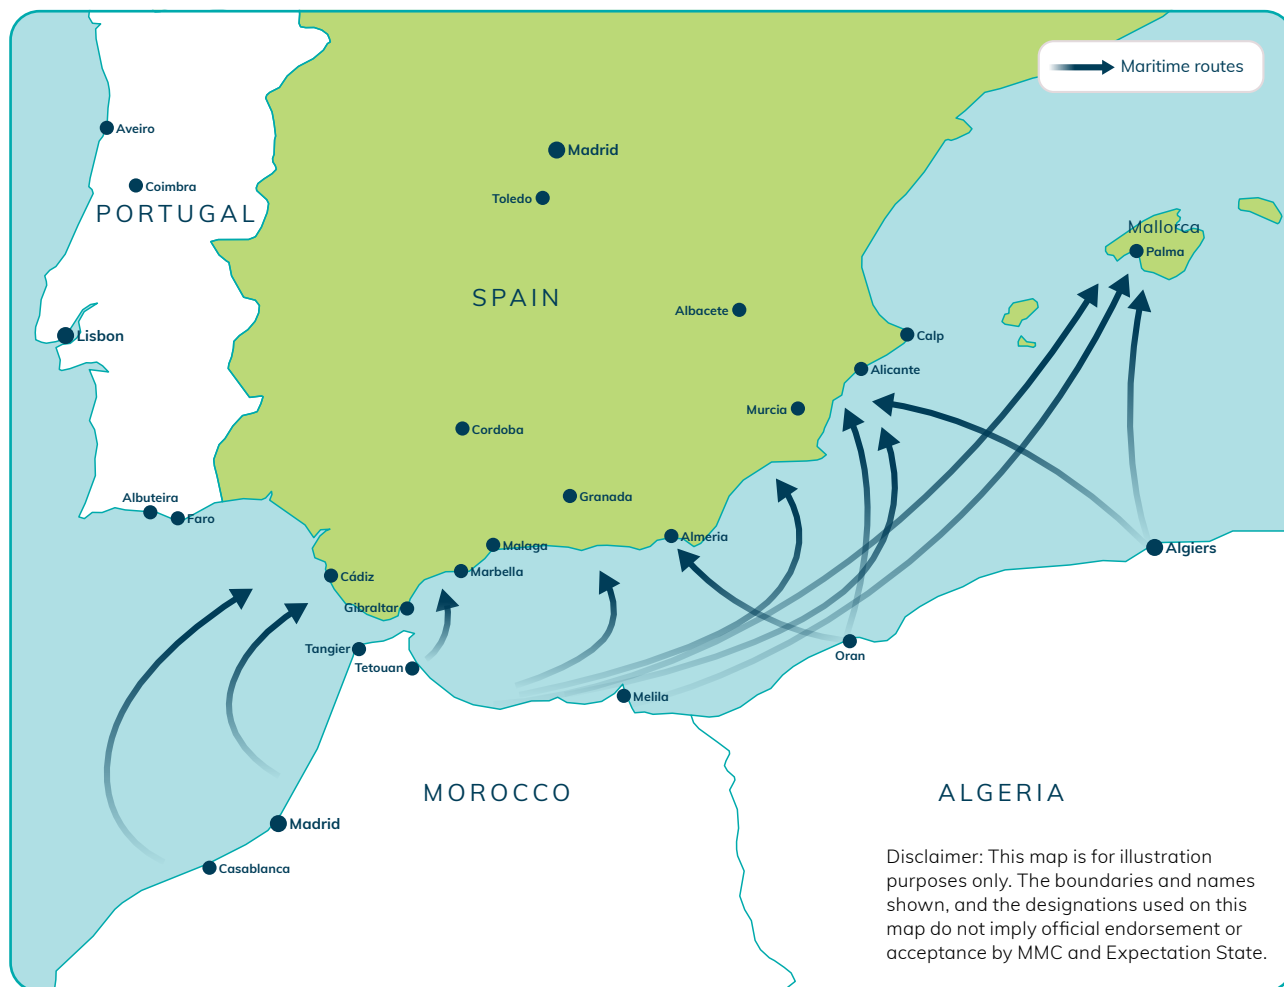 Maritime routes
Aveiro
Madrid
Coimbra
Toledo
PORTUGAL
Mallorca
Palma
SPAIN
Albacete
Lisbon
Calp
Alicante
Murcia
Cordoba
Albuteira
Granada
Faro
Almeria
Malaga
Algiers
Marbella
Cádiz
Gibraltar
Tangier
Oran
Tetouan
Melila
MOROCCO
ALGERIA
Madrid
Casablanca
Disclaimer: This map is for illustration
purposes only. The boundaries and names
shown, and the designations used on this
map do not imply official endorsement or
acceptance by MMC and Expectation State.